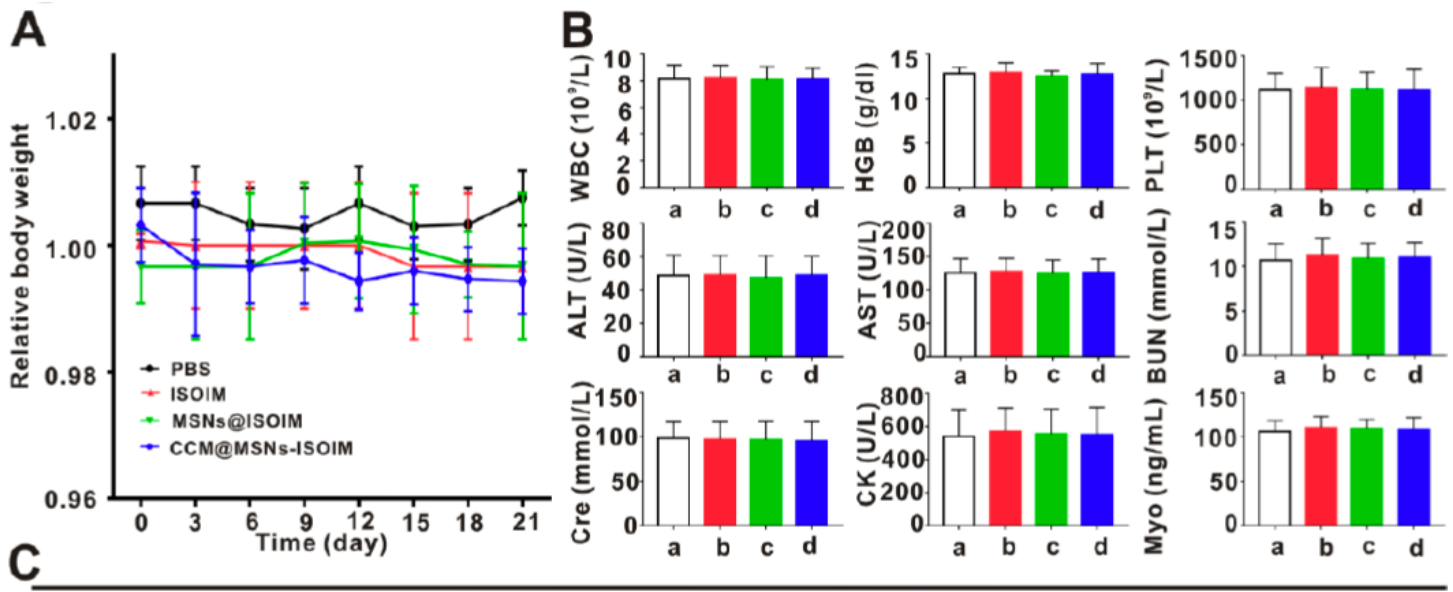 A
Relative body weight
1.02
1.00
0.98
0.96
PBS
ISOIM
MSNs@ISOIM
CCM@MSNs-ISOIM
0 3 6 9 12 15 18 21
Time (day)
B
WBC (10⁹/L)
10
8
6
4
2
0
a b c d
HGB (g/dl)
15
10
5
0
a b c d
PLT (10⁹/L)
1500
1000
500
0
a b c d
ALT (U/L)
80
60
40
20
0
a b c d
AST (U/L)
200
150
100
50
0
a b c d
BUN (mmol/L)
15
10
5
0
a b c d
Cre (mmol/L)
150
100
50
0
a b c d
CK (U/L)
800
600
400
200
0
a b c d
Myo (ng/mL)
150
100
50
0
a b c d
C